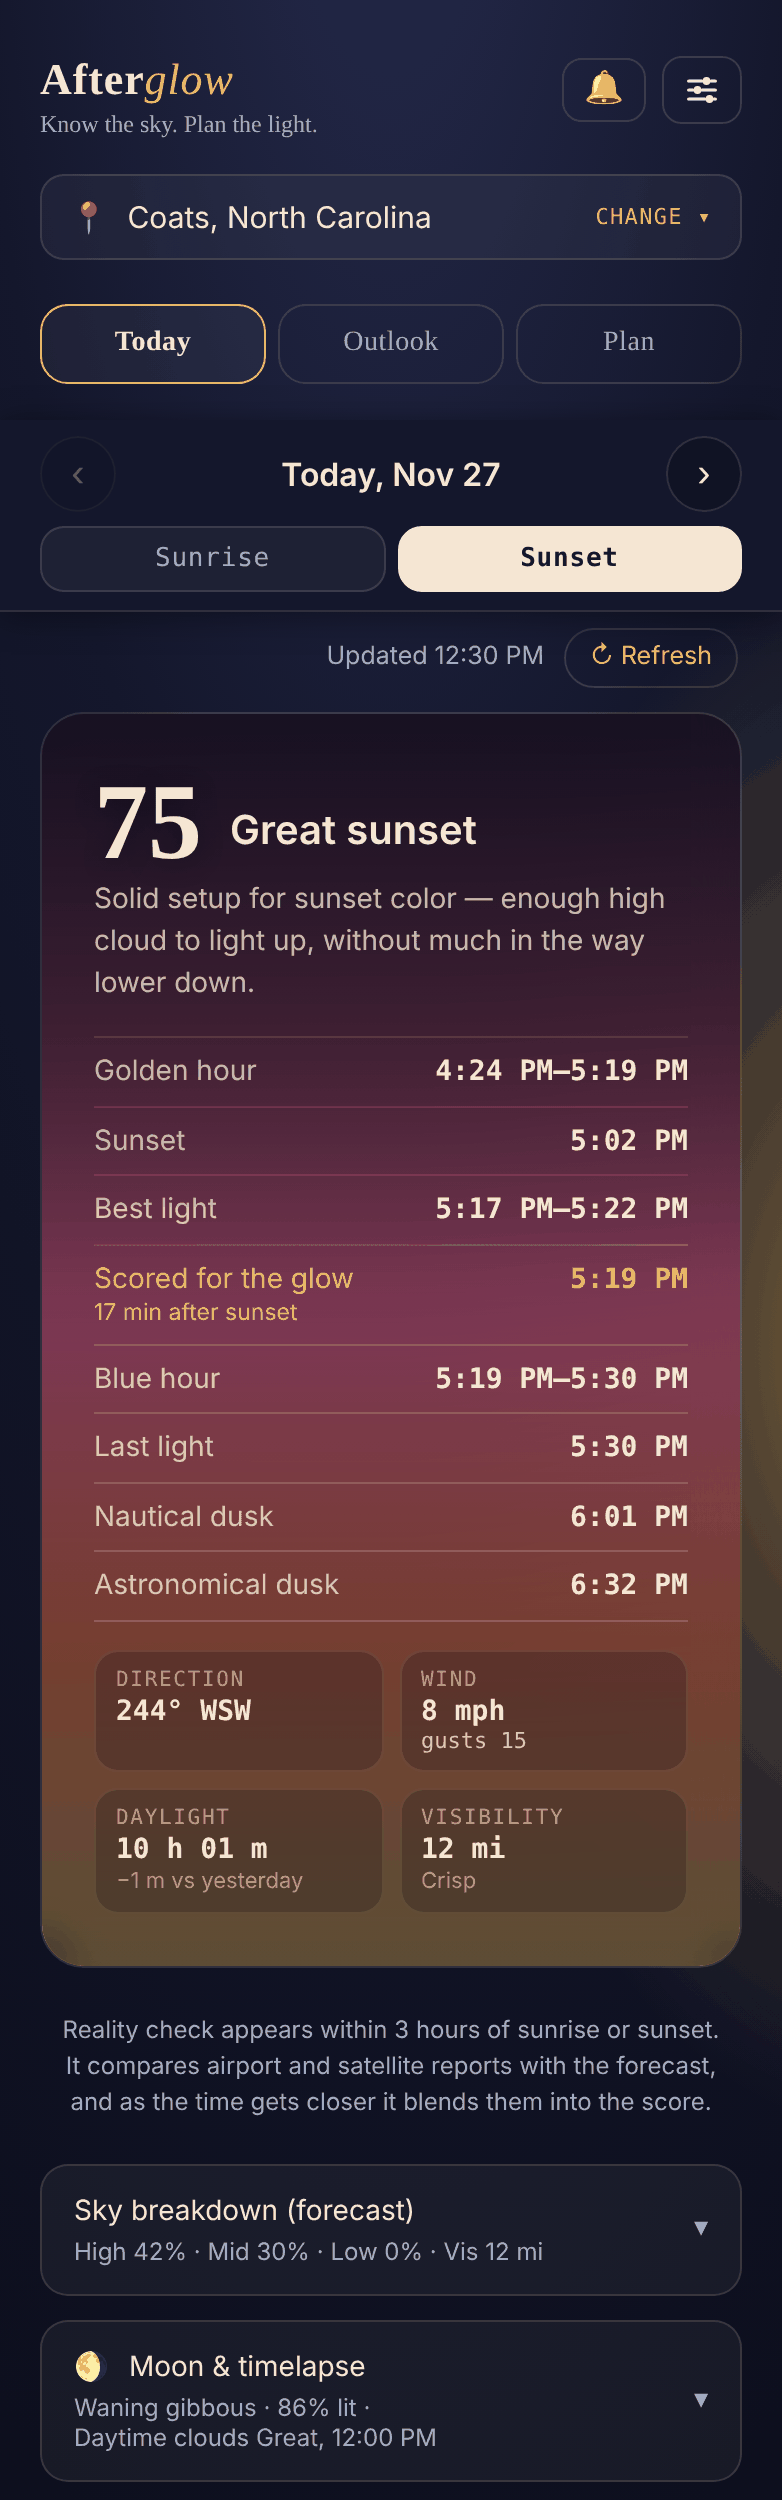 Afterglow
Know the sky. Plan the light.
Coats, North Carolina
CHANGE ▾
Today
Outlook
Plan
‹
Today, Nov 27
›
Sunrise
Sunset
Updated 12:30 PM
↻ Refresh
75 Great sunset
Solid setup for sunset color — enough high
cloud to light up, without much in the way
lower down.
Golden hour 4:24 PM–5:19 PM
Sunset 5:02 PM
Best light 5:17 PM–5:22 PM
Scored for the glow 5:19 PM
17 min after sunset
Blue hour 5:19 PM–5:30 PM
Last light 5:30 PM
Nautical dusk 6:01 PM
Astronomical dusk 6:32 PM
DIRECTION
244° WSW
WIND
8 mph
gusts 15
DAYLIGHT
10 h 01 m
−1 m vs yesterday
VISIBILITY
12 mi
Crisp
Reality check appears within 3 hours of sunrise or sunset.
It compares airport and satellite reports with the forecast,
and as the time gets closer it blends them into the score.
Sky breakdown (forecast)
High 42% · Mid 30% · Low 0% · Vis 12 mi
▼
Moon & timelapse
Waning gibbous · 86% lit ·
Daytime clouds Great, 12:00 PM
▼